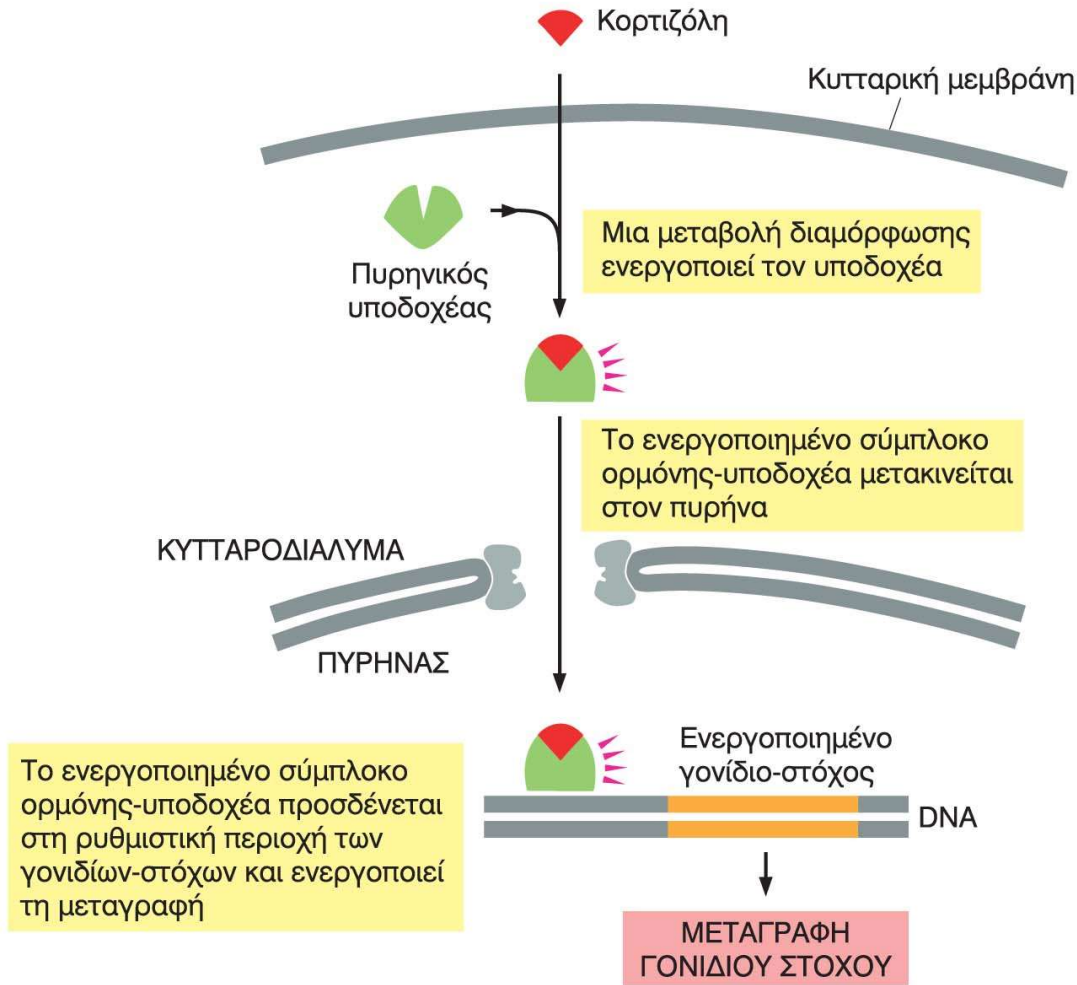 Κορτιζόλη
Κυτταρική μεμβράνη
Πυρηνικός
υποδοχέας
Μια μεταβολή διαμόρφωσης
ενεργοποιεί τον υποδοχέα
Το ενεργοποιημένο σύμπλοκο
ορμόνης-υποδοχέα μετακινείται
στον πυρήνα
ΚΥΤΤΑΡΟΔΙΑΛΥΜΑ
ΠΥΡΗΝΑΣ
Το ενεργοποιημένο σύμπλοκο
ορμόνης-υποδοχέα προσδένεται
στη ρυθμιστική περιοχή των
γονιδίων-στόχων και ενεργοποιεί
τη μεταγραφή
Ενεργοποιημένο
γονίδιο-στόχος
DNA
ΜΕΤΑΓΡΑΦΗ
ΓΟΝΙΔΙΟΥ ΣΤΟΧΟΥ